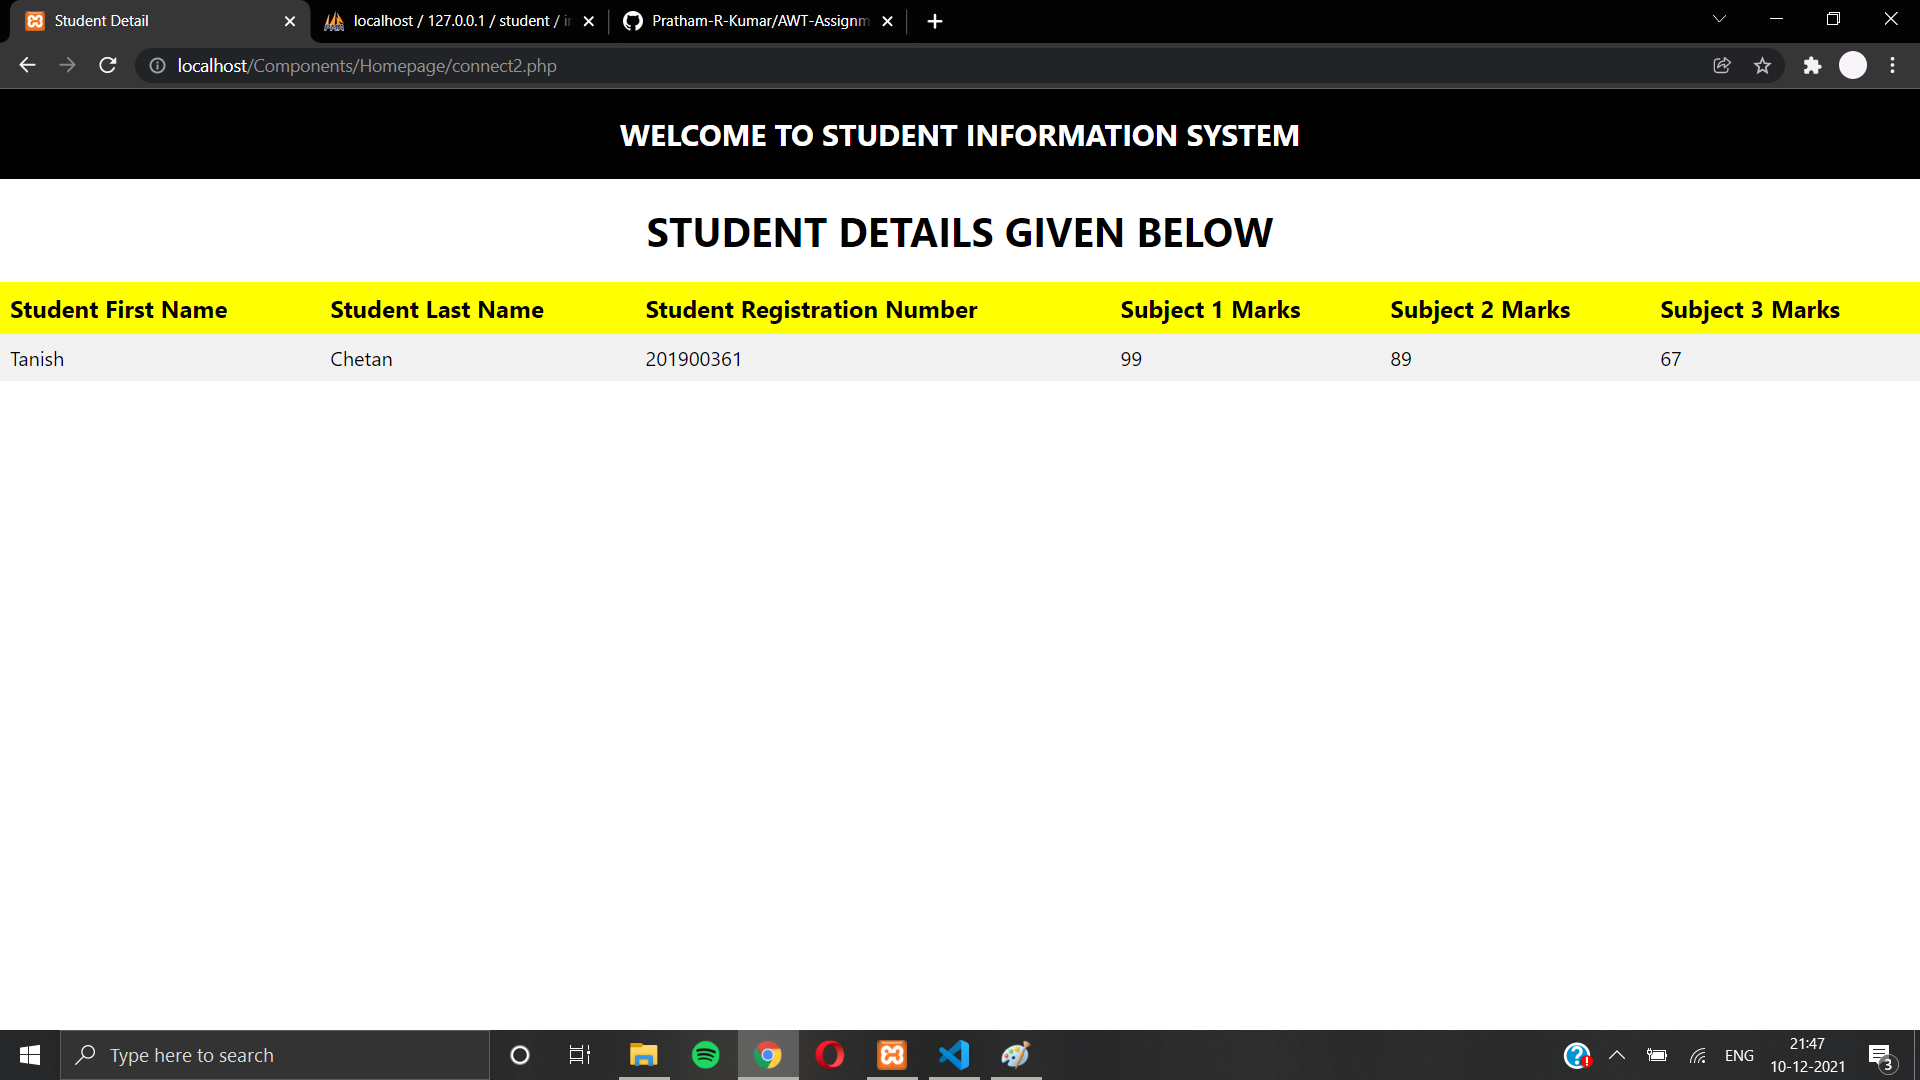 Student Detail
localhost / 127.0.0.1 / student /
Pratham-R-Kumar/AWT-Assignm
localhost/Components/Homepage/connect2.php
WELCOME TO STUDENT INFORMATION SYSTEM
STUDENT DETAILS GIVEN BELOW
Student First Name Student Last Name Student Registration Number Subject 1 Marks Subject 2 Marks Subject 3 Marks
Tanish Chetan 201900361 99 89 67
Type here to search
ENG
21:47
10-12-2021
3